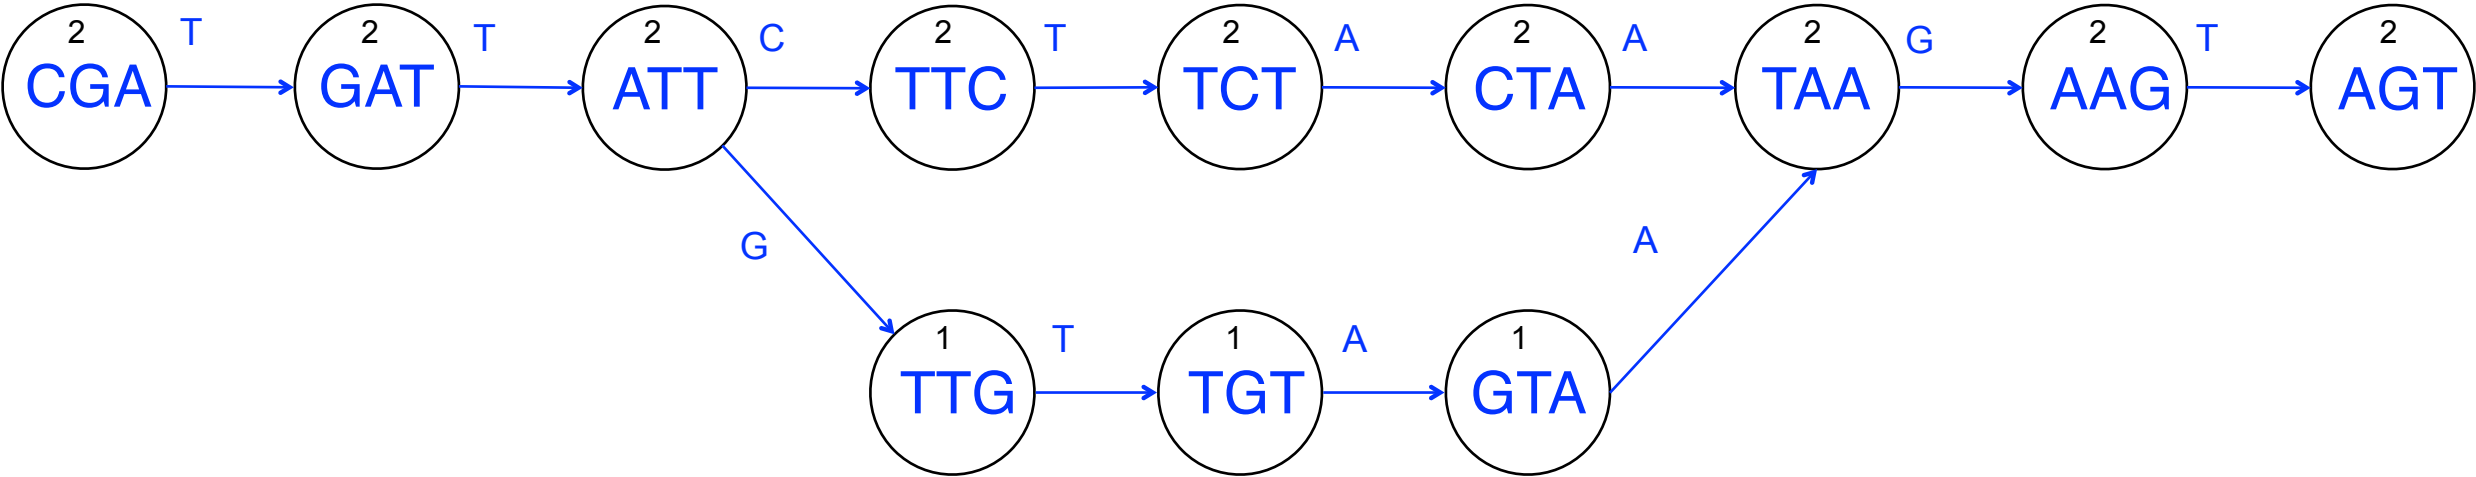 2 T 2 T 2 C 2 T 2 A 2 A 2 G 2 T 2
CGA GAT ATT TTC TCT CTA TAA AAG AGT
G A
1 T 1 A 1
TTG TGT GTA